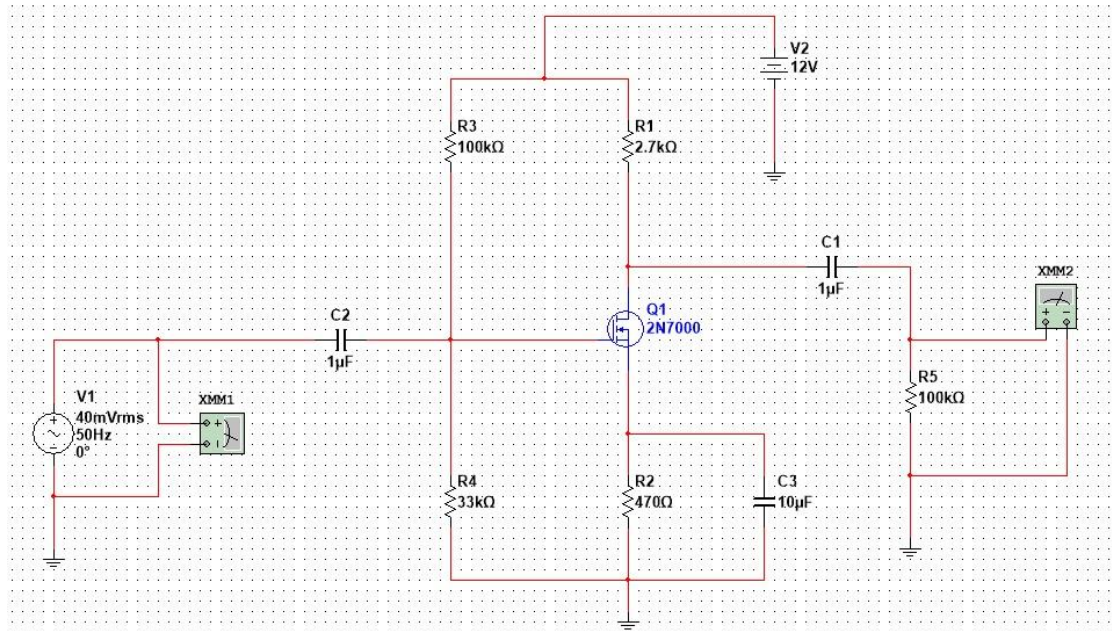 V2
12V
R3
100kΩ
R1
2.7kΩ
C1
1µF
XMM2
Q1
2N7000
C2
1µF
V1
40mVrms
50Hz
0°
XMM1
R5
100kΩ
R4
33kΩ
R2
470Ω
C3
10µF